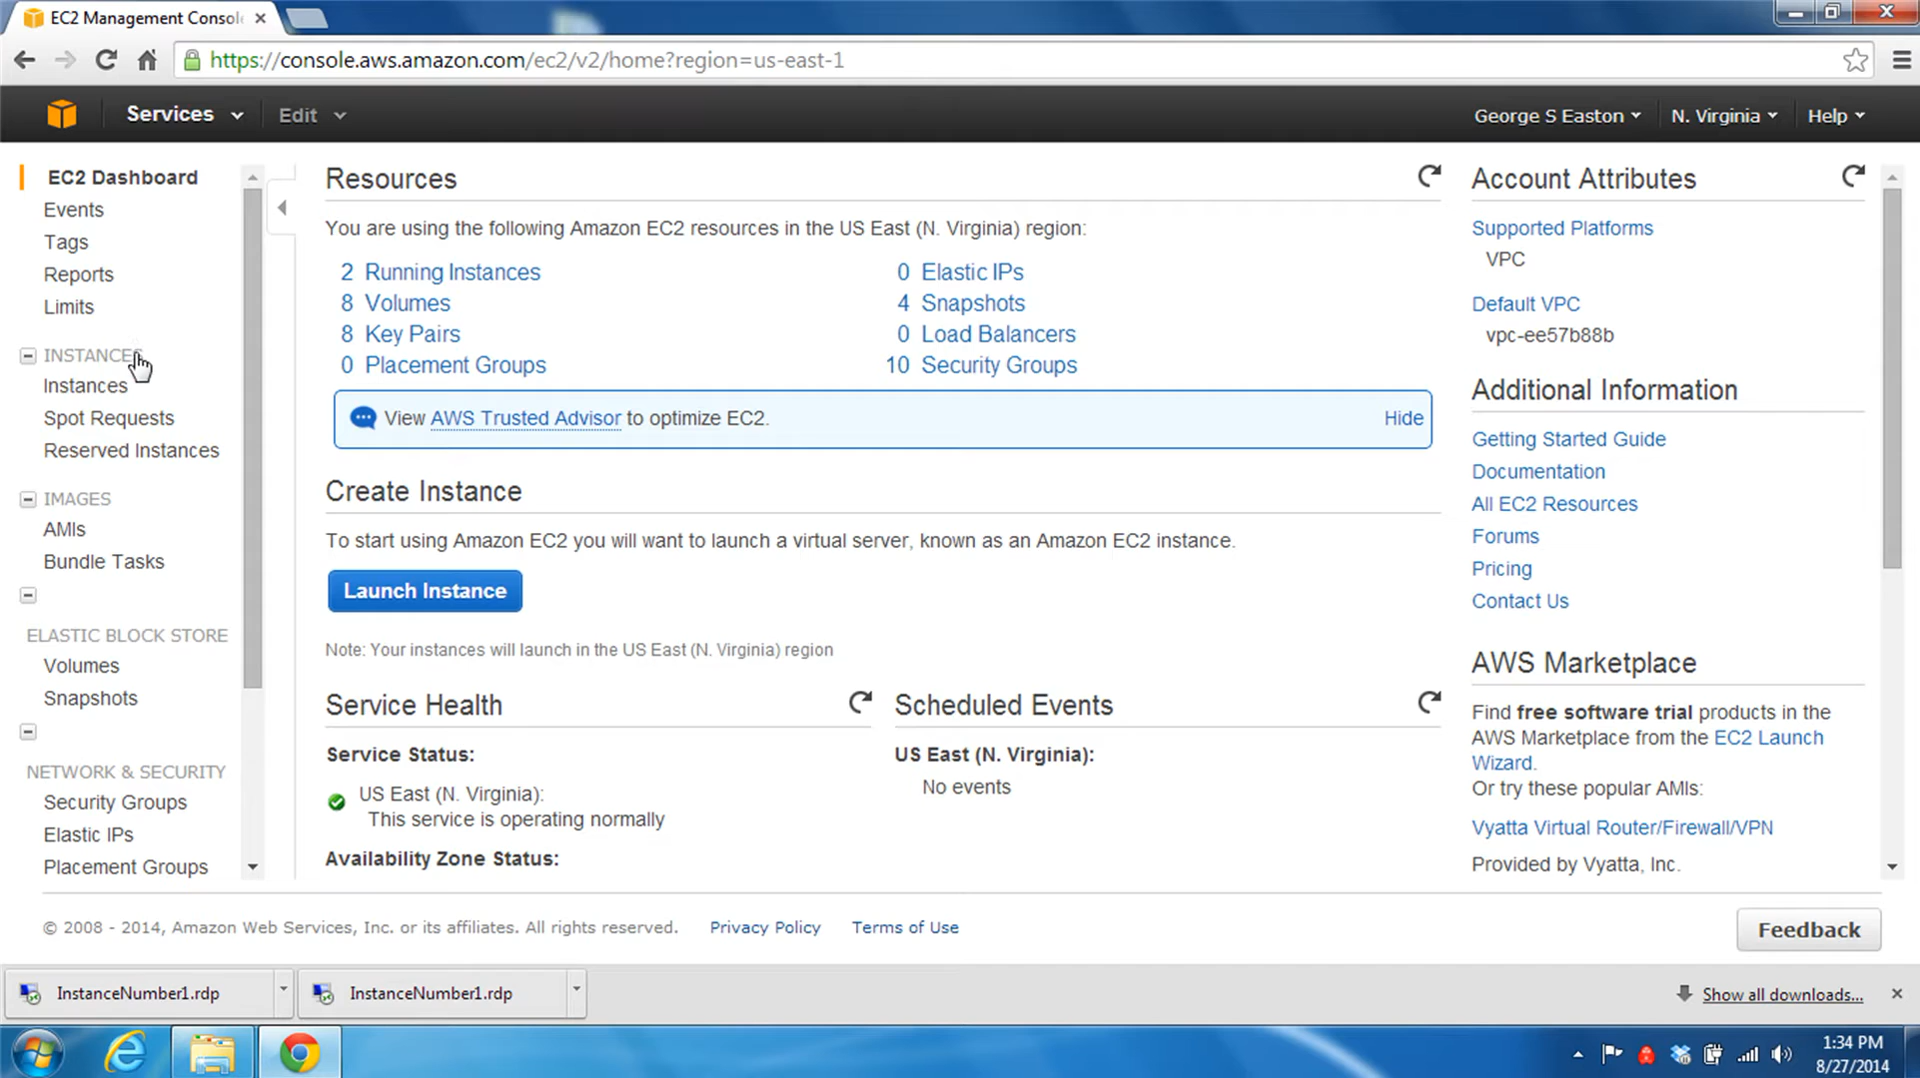 EC2 Management Consol
https://console.aws.amazon.com/ec2/v2/home?region=us-east-1
Services
Edit
George S Easton
N. Virginia
Help
EC2 Dashboard
Events
Tags
Reports
Limits
INSTANCES
Instances
Spot Requests
Reserved Instances
IMAGES
AMIs
Bundle Tasks
ELASTIC BLOCK STORE
Volumes
Snapshots
NETWORK & SECURITY
Security Groups
Elastic IPs
Placement Groups
Resources
You are using the following Amazon EC2 resources in the US East (N. Virginia) region:
2 Running Instances
0 Elastic IPs
8 Volumes
4 Snapshots
8 Key Pairs
0 Load Balancers
0 Placement Groups
10 Security Groups
View AWS Trusted Advisor to optimize EC2.
Hide
Create Instance
To start using Amazon EC2 you will want to launch a virtual server, known as an Amazon EC2 instance.
Launch Instance
Note: Your instances will launch in the US East (N. Virginia) region
Service Health
Service Status:
US East (N. Virginia):
This service is operating normally
Availability Zone Status:
Scheduled Events
US East (N. Virginia):
No events
Account Attributes
Supported Platforms
VPC
Default VPC
vpc-ee57b88b
Additional Information
Getting Started Guide
Documentation
All EC2 Resources
Forums
Pricing
Contact Us
AWS Marketplace
Find free software trial products in the
AWS Marketplace from the EC2 Launch
Wizard.
Or try these popular AMIs:
Vyatta Virtual Router/Firewall/VPN
Provided by Vyatta, Inc.
© 2008 - 2014, Amazon Web Services, Inc. or its affiliates. All rights reserved.
Privacy Policy
Terms of Use
Feedback
InstanceNumber1.rdp
InstanceNumber1.rdp
Show all downloads...
1:34 PM
8/27/2014